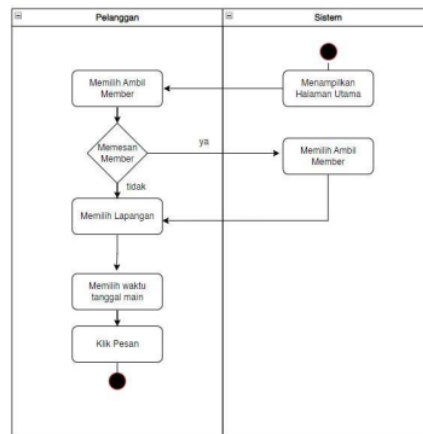 Pelanggan
Sistem
Menampilkan
Halaman Utama
Memilih Ambil
Member
Memesan
Member
ya
Memilih Ambil
Member
tidak
Memilih Lapangan
Memilih waktu
tanggal main
Klik Pesan